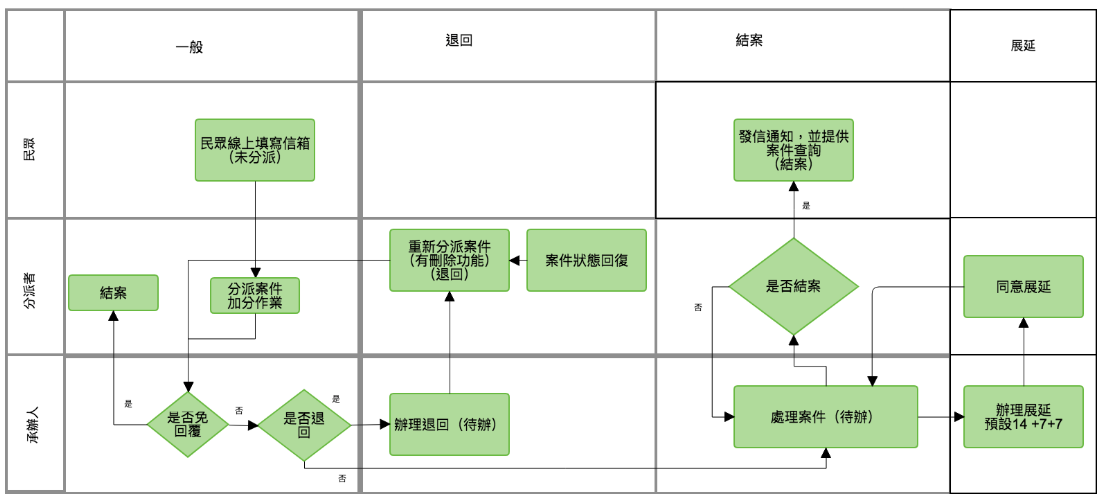 一般
退回
結案
展延
民眾
民眾線上填寫信箱
（未分派）
發信通知，並提供
案件查詢
（結案）
是
分派者
結案
分派案件
加分作業
重新分派案件
（有刪除功能）
（退回）
案件狀態回復
是否結案
否
同意展延
承辦人
是
是否免
回覆
否
是否退
回
是
否
辦理退回（待辦）
處理案件（待辦）
辦理展延
預設14 +7+7